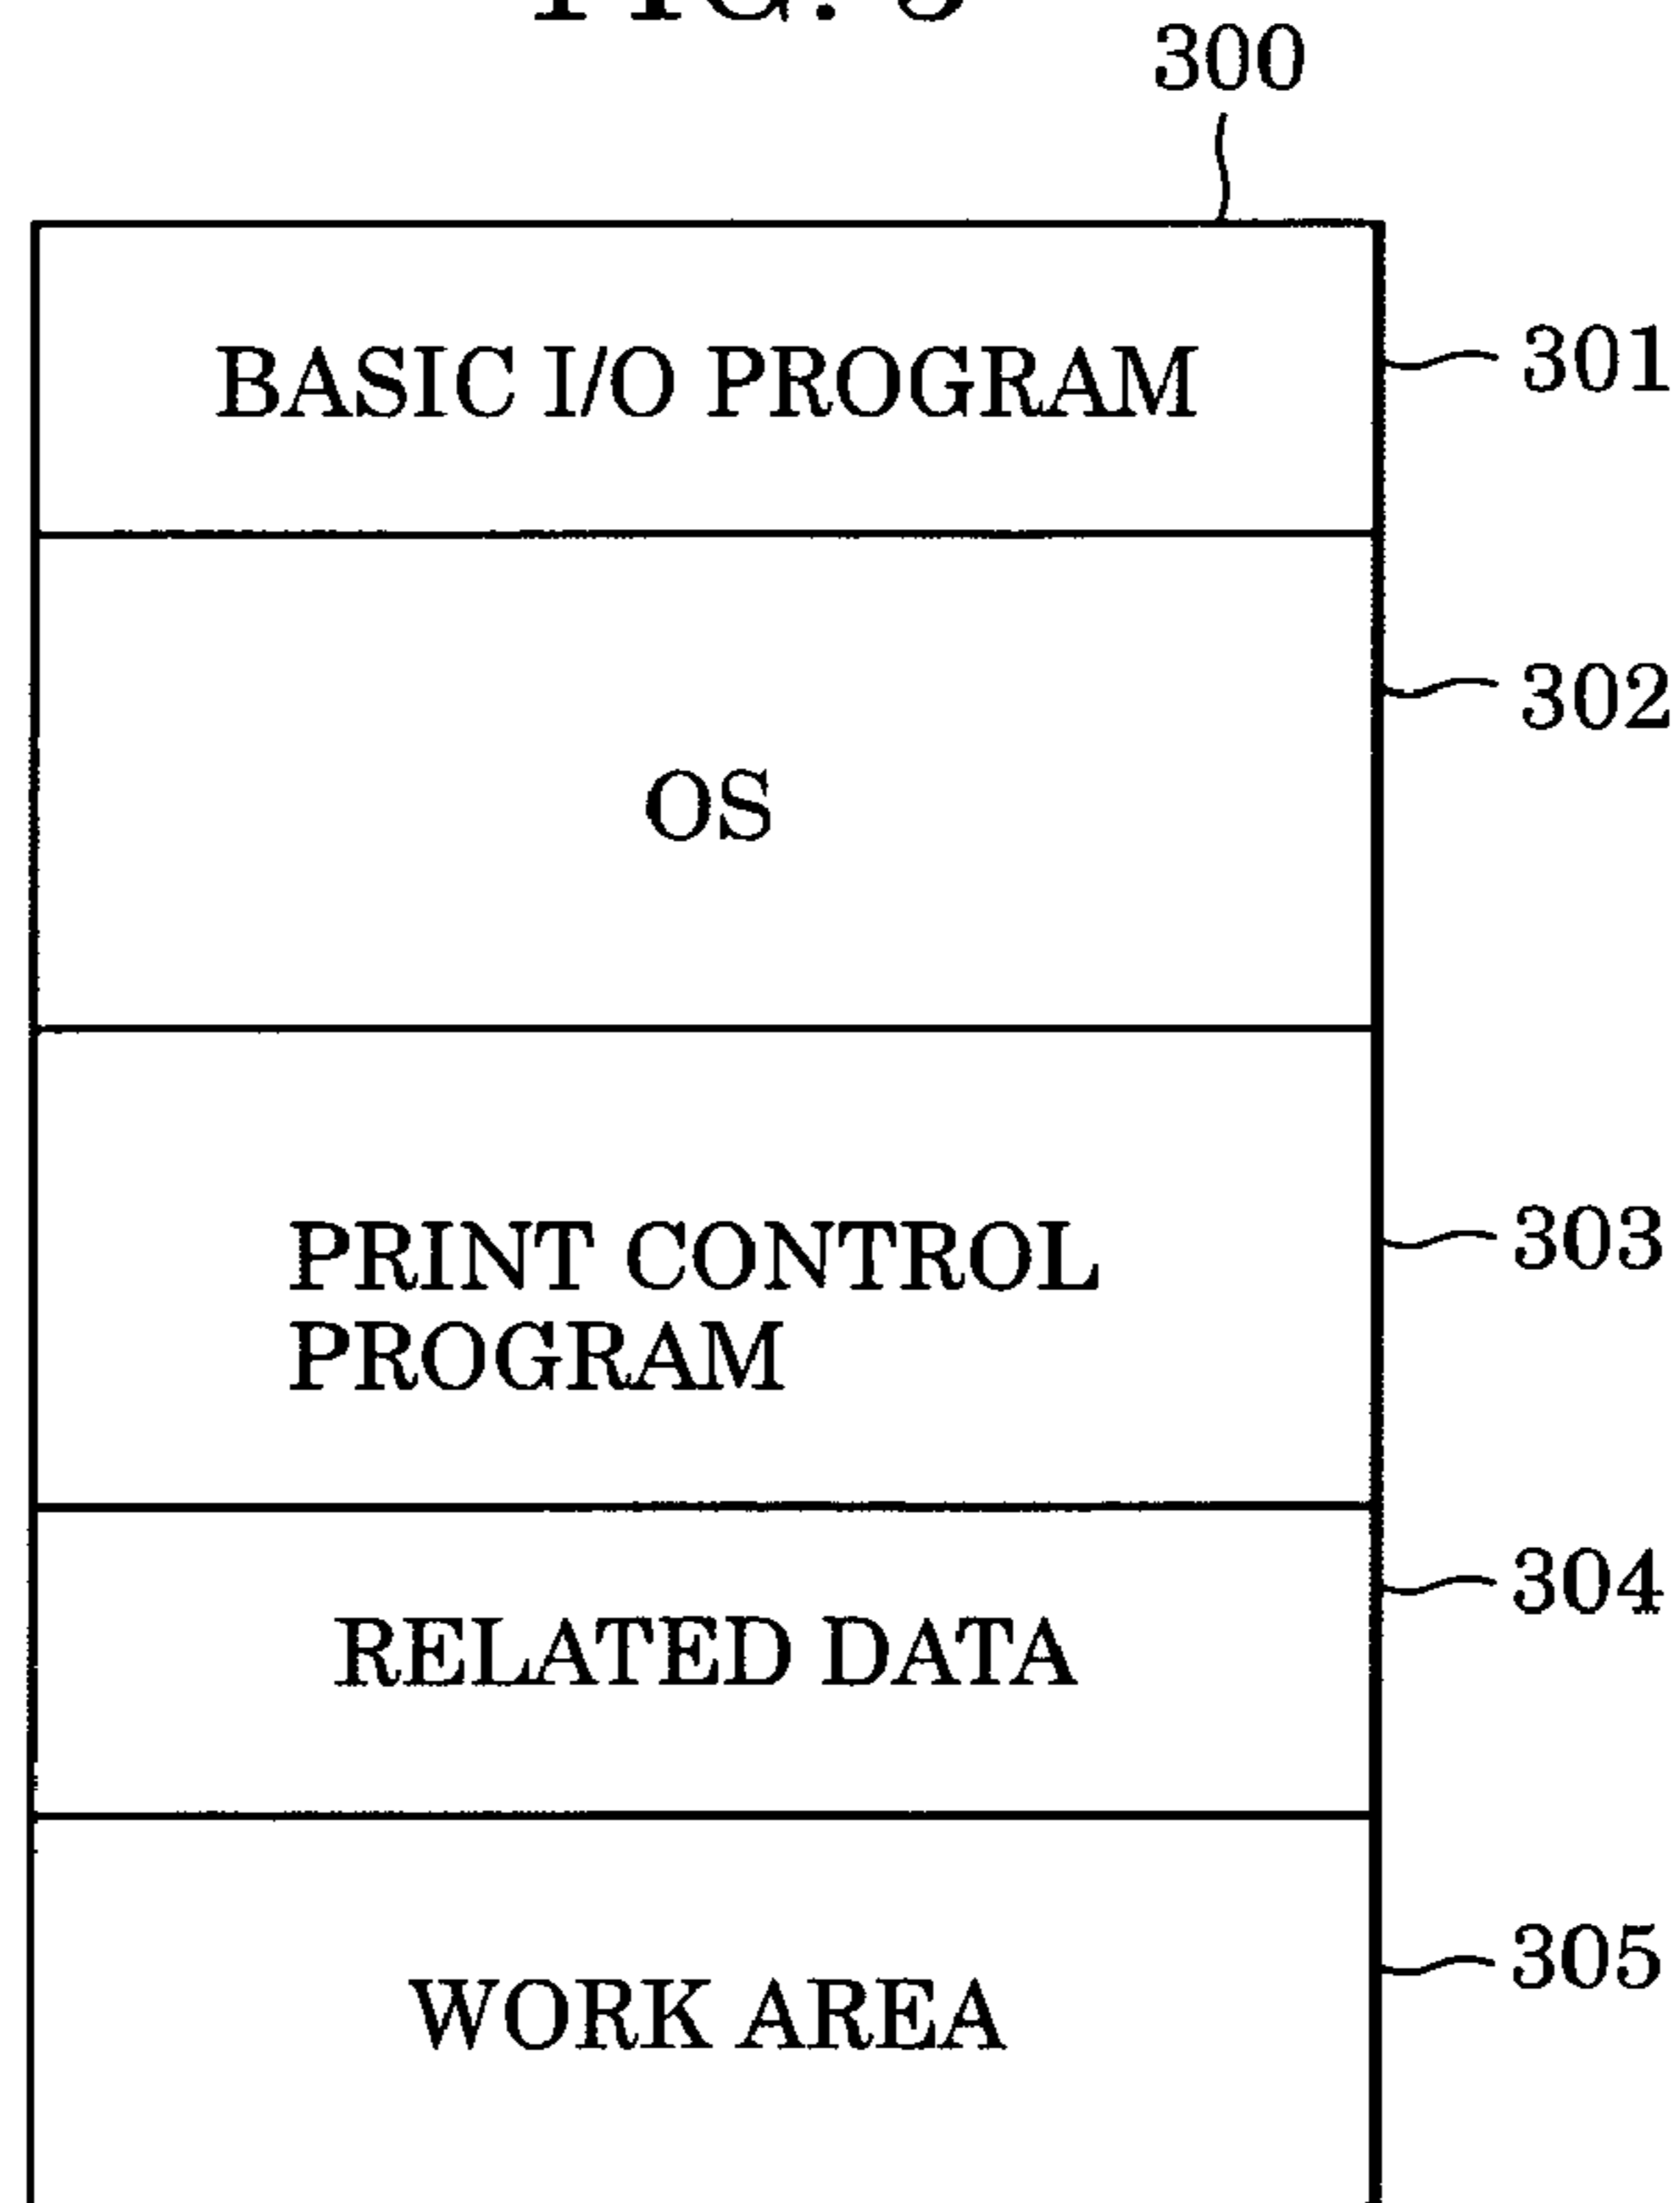 300
BASIC I/O PROGRAM
301
302
OS
PRINT CONTROL
303
PROGRAM
304
RELATED DATA
305
WORK AREA